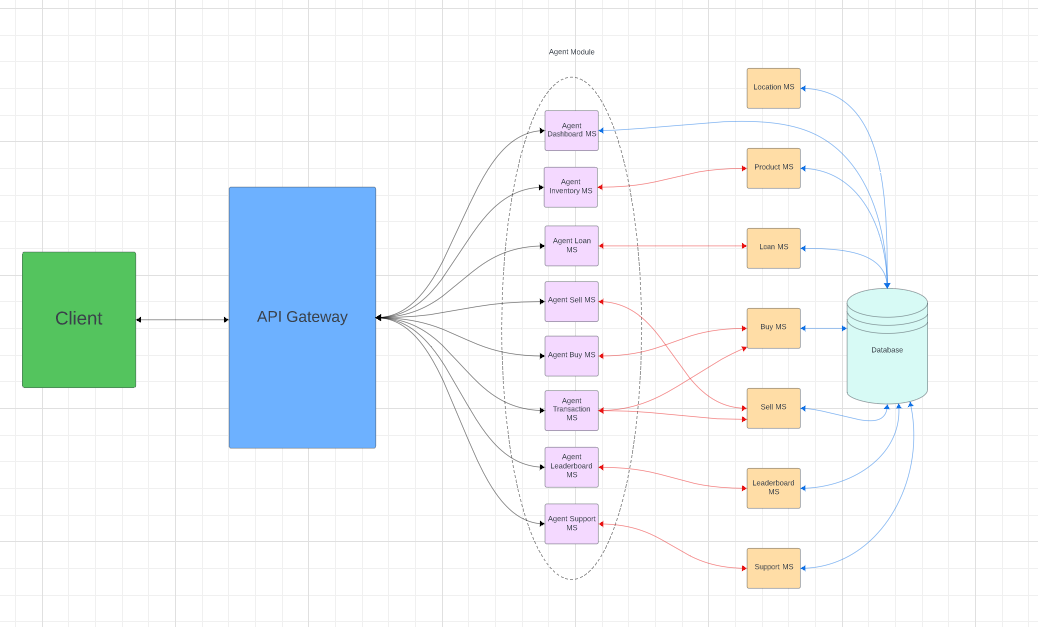 Agent Module
Client
API Gateway
Agent
Dashboard MS
Agent
Inventory MS
Agent Loan
MS
Agent Sell MS
Agent Buy MS
Agent
Transaction
MS
Agent
Leaderboard
MS
Agent Support
MS
Location MS
Product MS
Loan MS
Buy MS
Sell MS
Leaderboard
MS
Support MS
Database